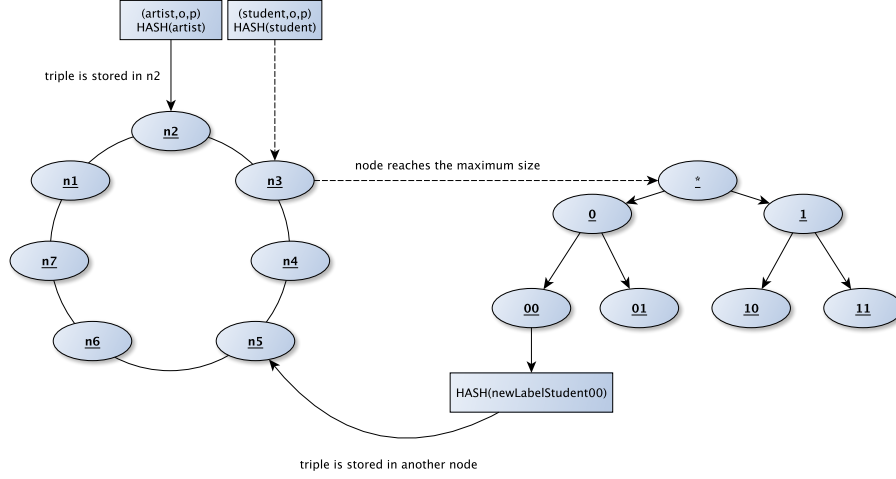 (artist,o,p)
HASH(artist)
(student,o,p)
HASH(student)
triple is stored in n2
n2
n1
n3
node reaches the maximum size
*
0
1
n7
n4
00
01
10
11
n6
n5
HASH(newLabelStudent00)
triple is stored in another node